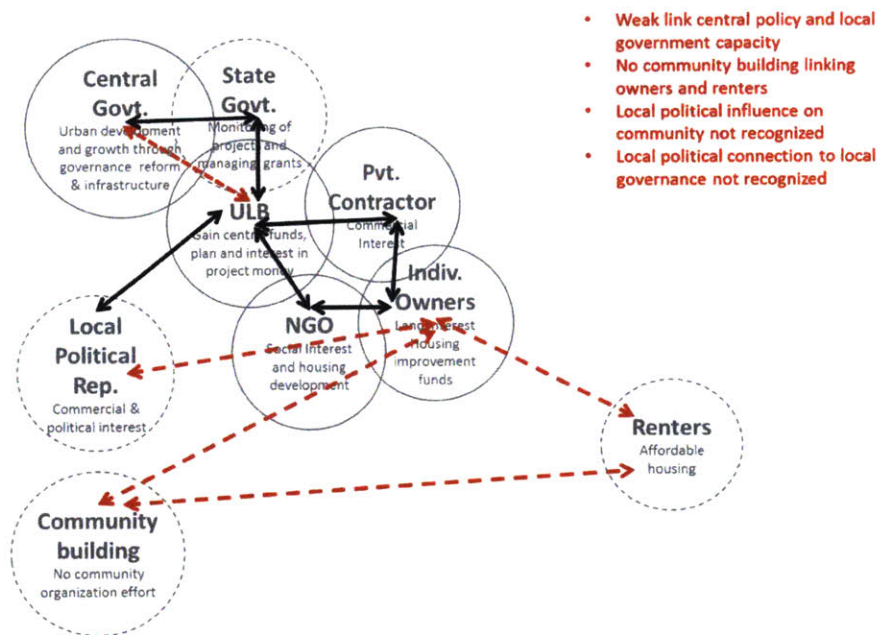 • Weak link central policy and local
government capacity
• No community building linking
owners and renters
• Local political influence on
community not recognized
• Local political connection to local
governance not recognized
Central
Govt.
Urban development
and growth through
governance reform
& infrastructure
State
Govt.
Monitoring of
projects and
managing grants
Pvt.
Contractor
Commercial
Interest
ULB
Gain central funds,
plan and interest in
project money
Indiv.
Owners
Land interest
Housing
improvement
funds
NGO
Social Interest
and housing
development
Local
Political
Rep.
Commercial &
political interest
Renters
Affordable
housing
Community
building
No community
organization effort